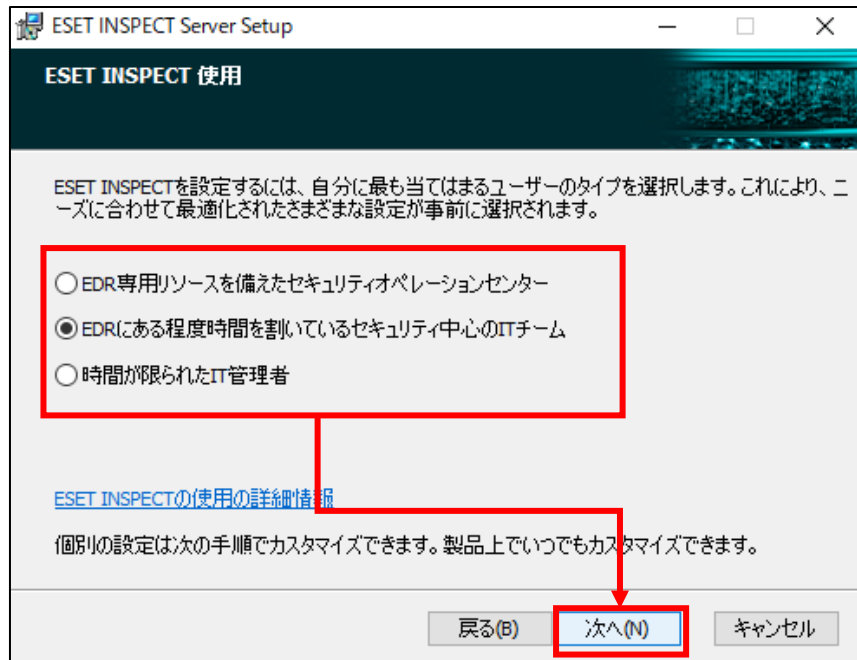 ESET INSPECT Server Setup
ESET INSPECT 使用
ESET INSPECTを設定するには、自分に最も当てはまるユーザーのタイプを選択します。これにより、ニ
ーズに合わせて最適化されたさまざまな設定が事前に選択されます。
EDR専用リソースを備えたセキュリティオペレーションセンター
EDRにある程度時間を割いているセキュリティ中心のITチーム
時間が限られたIT管理者
ESET INSPECTの使用の詳細情報
個別の設定は次の手順でカスタマイズできます。製品上でいつでもカスタマイズできます。
戻る(B) 次へ(N) キャンセル